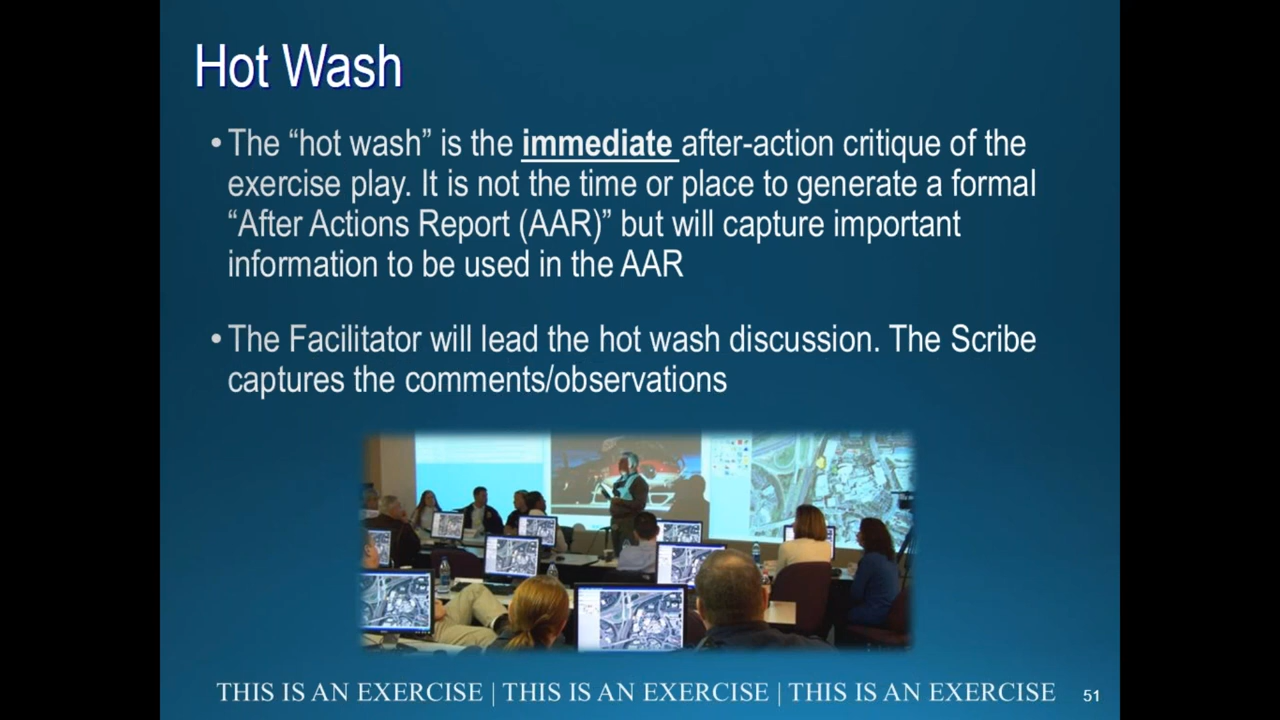 Hot Wash
• The “hot wash” is the immediate after-action critique of the
exercise play. It is not the time or place to generate a formal
“After Actions Report (AAR)” but will capture important
information to be used in the AAR
• The Facilitator will lead the hot wash discussion. The Scribe
captures the comments/observations
THIS IS AN EXERCISE | THIS IS AN EXERCISE | THIS IS AN EXERCISE
51